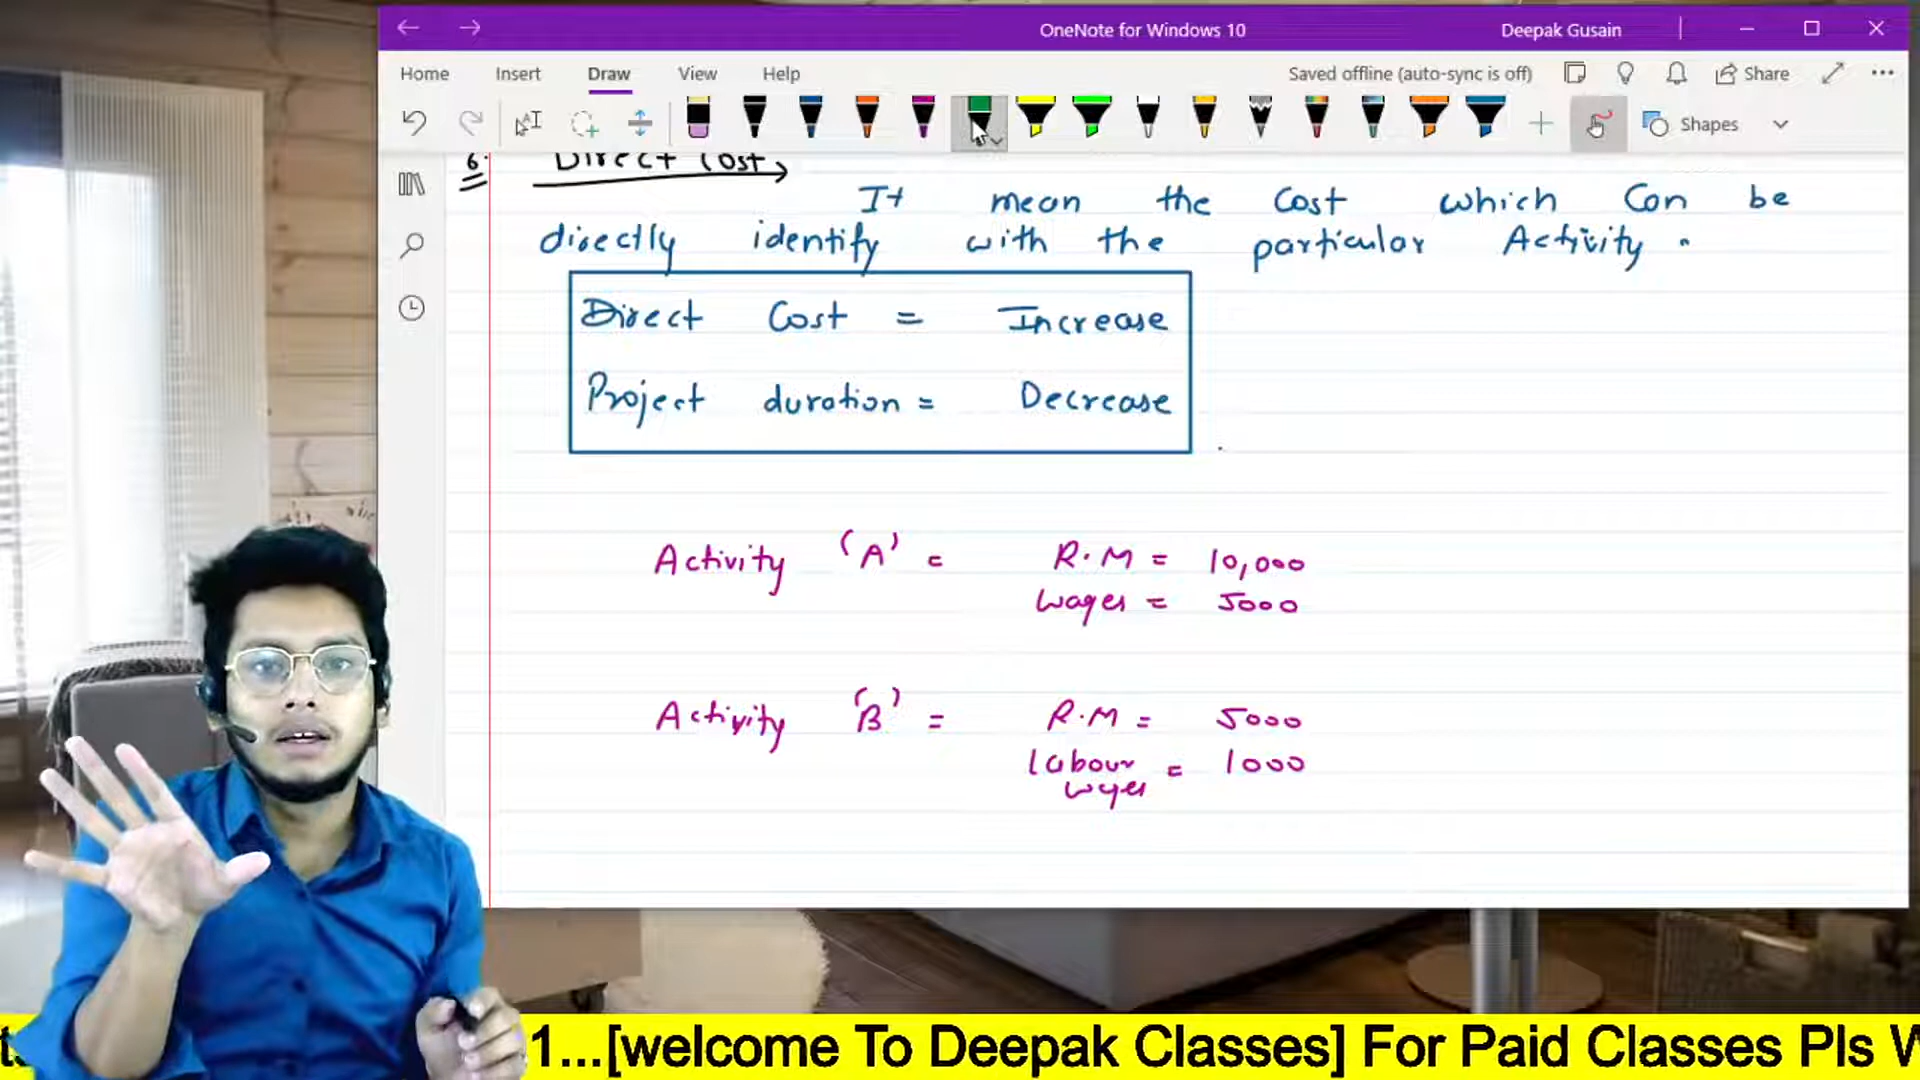 OneNote for Windows 10
Deepak Gusain
Home Insert Draw View Help
Saved offline (auto-sync is off)
Share
Shapes
6. Direct Cost
It mean the Cost which Can be
directly identify with the particular Activity.
Direct Cost = Increase
Project duration = Decrease
Activity 'A' = R.M = 10,000
wages = 5000
Activity 'B' = R.M = 5000
labour = 1000
wages
1...[welcome To Deepak Classes] For Paid Classes Pls W